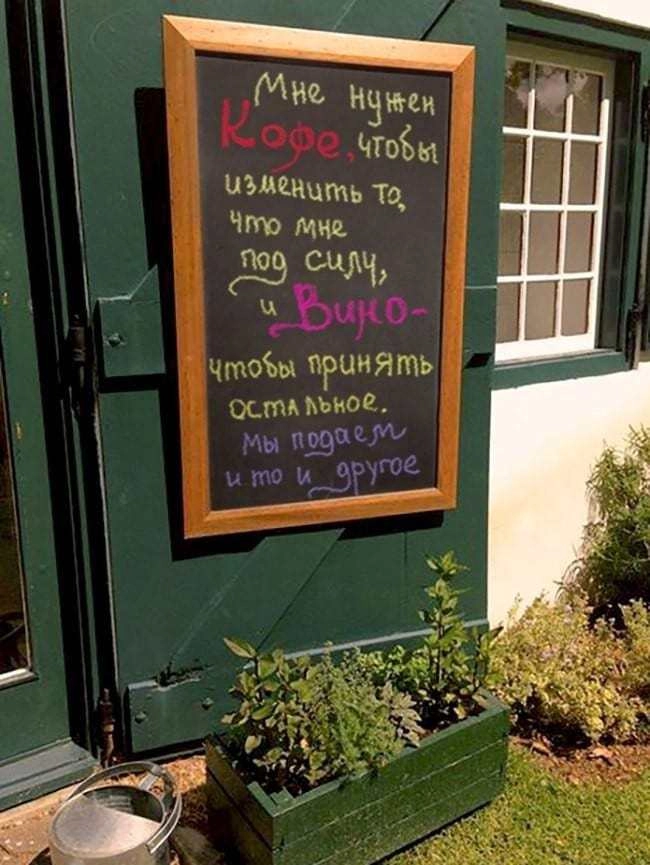 Мне нужен
Кофе, чтобы
изменить то,
что мне
под силу,
и Вино-
чтобы принять
остальное.
Мы подаем
и то и другое